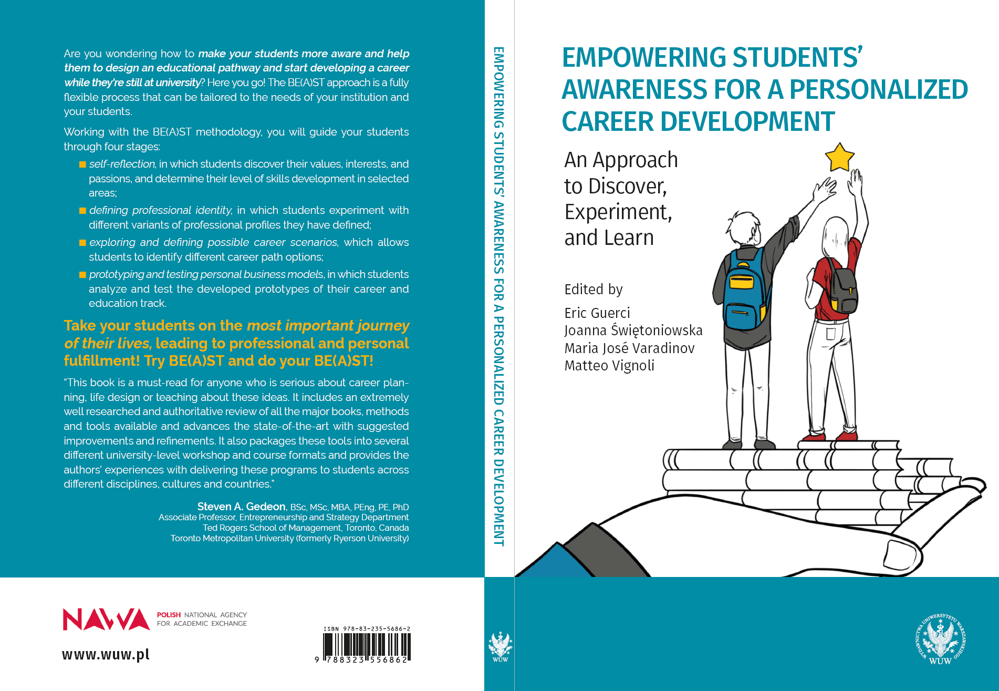 Are you wondering how to make your students more aware and help
them to design an educational pathway and start developing a career
while they're still at university? Here you go! The BE(A)ST approach is a fully
flexible process that can be tailored to the needs of your institution and
your students.
Working with the BE(A)ST methodology, you will guide your students
through four stages:
self-reflection, in which students discover their values, interests, and
passions, and determine their level of skills development in selected
areas;
defining professional identity, in which students experiment with
different variants of professional profiles they have defined;
exploring and defining possible career scenarios, which allows
students to identify different career path options;
prototyping and testing personal business models, in which students
analyze and test the developed prototypes of their career and
education track.
Take your students on the most important journey
of their lives, leading to professional and personal
fulfillment! Try BE(A)ST and do your BE(A)ST!
“This book is a must-read for anyone who is serious about career plan-
ning, life design or teaching about these ideas. It includes an extremely
well researched and authoritative review of all the major books, methods
and tools available and advances the state-of-the-art with suggested
improvements and refinements. It also packages these tools into several
different university-level workshop and course formats and provides the
authors' experiences with delivering these programs to students across
different disciplines, cultures and countries.”
Steven A. Gedeon, BSc, MSc, MBA, PEng, PE, PhD
Associate Professor, Entrepreneurship and Strategy Department
Ted Rogers School of Management, Toronto, Canada
Toronto Metropolitan University (formerly Ryerson University)
NAWA
POLISH NATIONAL AGENCY
FOR ACADEMIC EXCHANGE
www.wuw.pl
ISBN 978-83-235-5686-2
9 788323 556862
EMPOWERING STUDENTS’ AWARENESS FOR A PERSONALIZED CAREER DEVELOPMENT
WUW
EMPOWERING STUDENTS’
AWARENESS FOR A PERSONALIZED
CAREER DEVELOPMENT
An Approach
to Discover,
Experiment,
and Learn
Edited by
Eric Guerci
Joanna Świętoniowska
Maria José Varadinov
Matteo Vignoli
WYDAWNICTWA UNIWERSYTETU WARSZAWSKIEGO
WUW